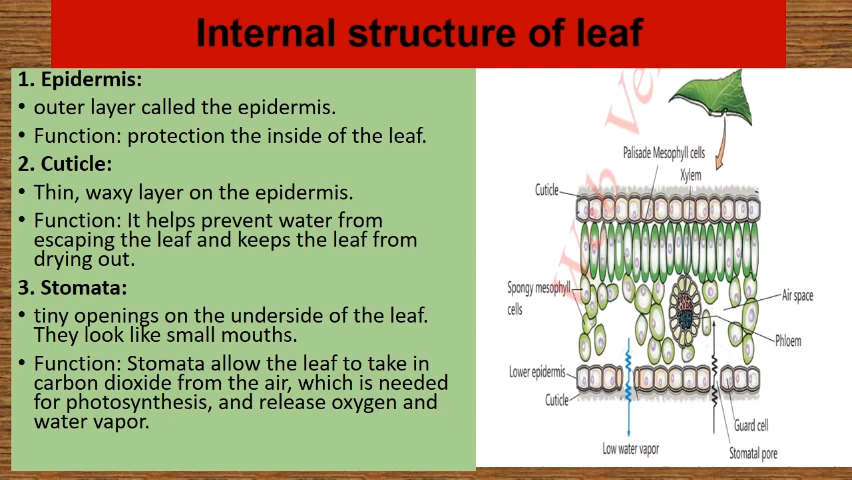 Internal structure of leaf
1. Epidermis:
• outer layer called the epidermis.
• Function: protection the inside of the leaf.
2. Cuticle:
• Thin, waxy layer on the epidermis.
• Function: It helps prevent water from
escaping the leaf and keeps the leaf from
drying out.
3. Stomata:
• tiny openings on the underside of the leaf.
They look like small mouths.
• Function: Stomata allow the leaf to take in
carbon dioxide from the air, which is needed
for photosynthesis, and release oxygen and
water vapor.
Palisade Mesophyll cells
Xylem
Cuticle
Spongy mesophyll
cells
Air space
Phloem
Lower epidermis
Cuticle
Guard cell
Low water vapor
Stomatal pore